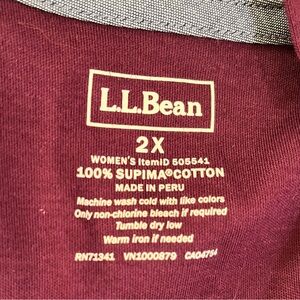 L.L.Bean
2X
WOMEN'S ItemID 505541
100% SUPIMA®COTTON
MADE IN PERU
Machine wash cold with like colors
Only non-chlorine bleach if required
Tumble dry low
Warm iron if needed
RN71341 VN1000879 CA04754